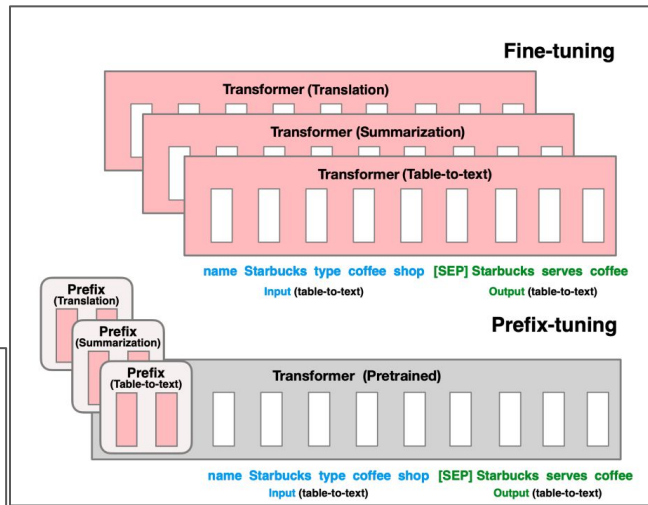 Fine-tuning
Transformer (Translation)
Transformer (Summarization)
Transformer (Table-to-text)
name Starbucks type coffee shop [SEP] Starbucks serves coffee
Input (table-to-text) Output (table-to-text)
Prefix-tuning
Prefix
(Translation)
Prefix
(Summarization)
Prefix
(Table-to-text)
Transformer (Pretrained)
name Starbucks type coffee shop [SEP] Starbucks serves coffee
Input (table-to-text) Output (table-to-text)